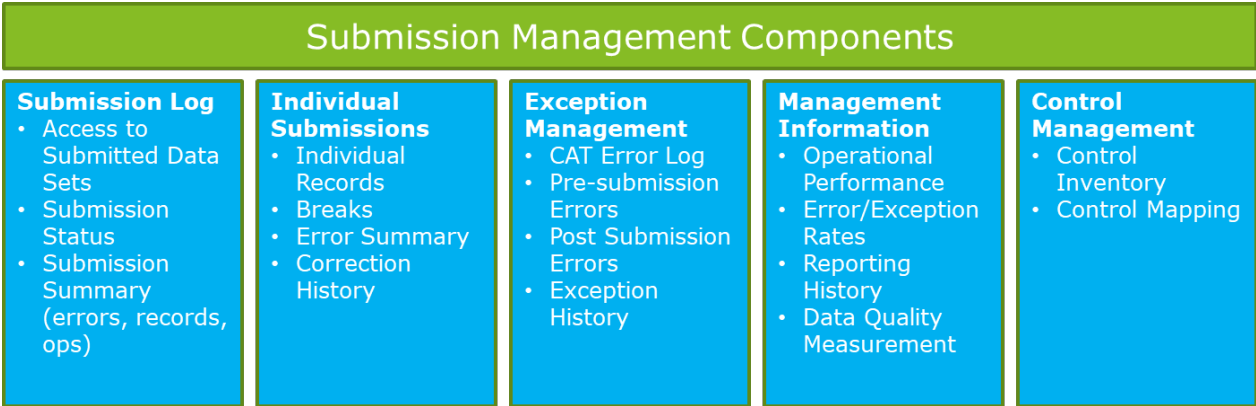 Submission Management Components
Submission Log
• Access to
Submitted Data
Sets
• Submission
Status
• Submission
Summary
(errors, records,
ops)
Individual
Submissions
• Individual
Records
• Breaks
• Error Summary
• Correction
History
Exception
Management
• CAT Error Log
• Pre-submission
Errors
• Post Submission
Errors
• Exception
History
Management
Information
• Operational
Performance
• Error/Exception
Rates
• Reporting
History
• Data Quality
Measurement
Control
Management
• Control
Inventory
• Control Mapping